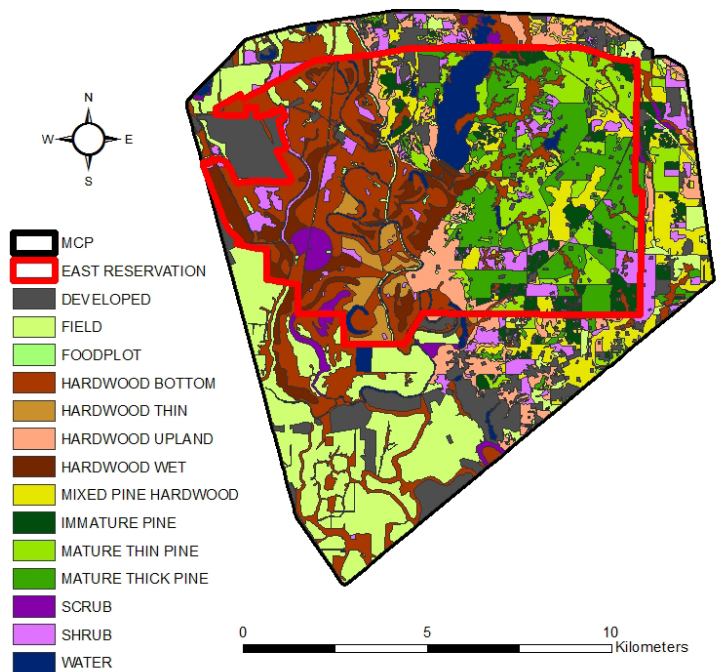 N
W E
S
MCP
EAST RESERVATION
DEVELOPED
FIELD
FOODPLOT
HARDWOOD BOTTOM
HARDWOOD THIN
HARDWOOD UPLAND
HARDWOOD WET
MIXED PINE HARDWOOD
IMMATURE PINE
MATURE THIN PINE
MATURE THICK PINE
SCRUB
SHRUB
WATER
0 5 10
Kilometers